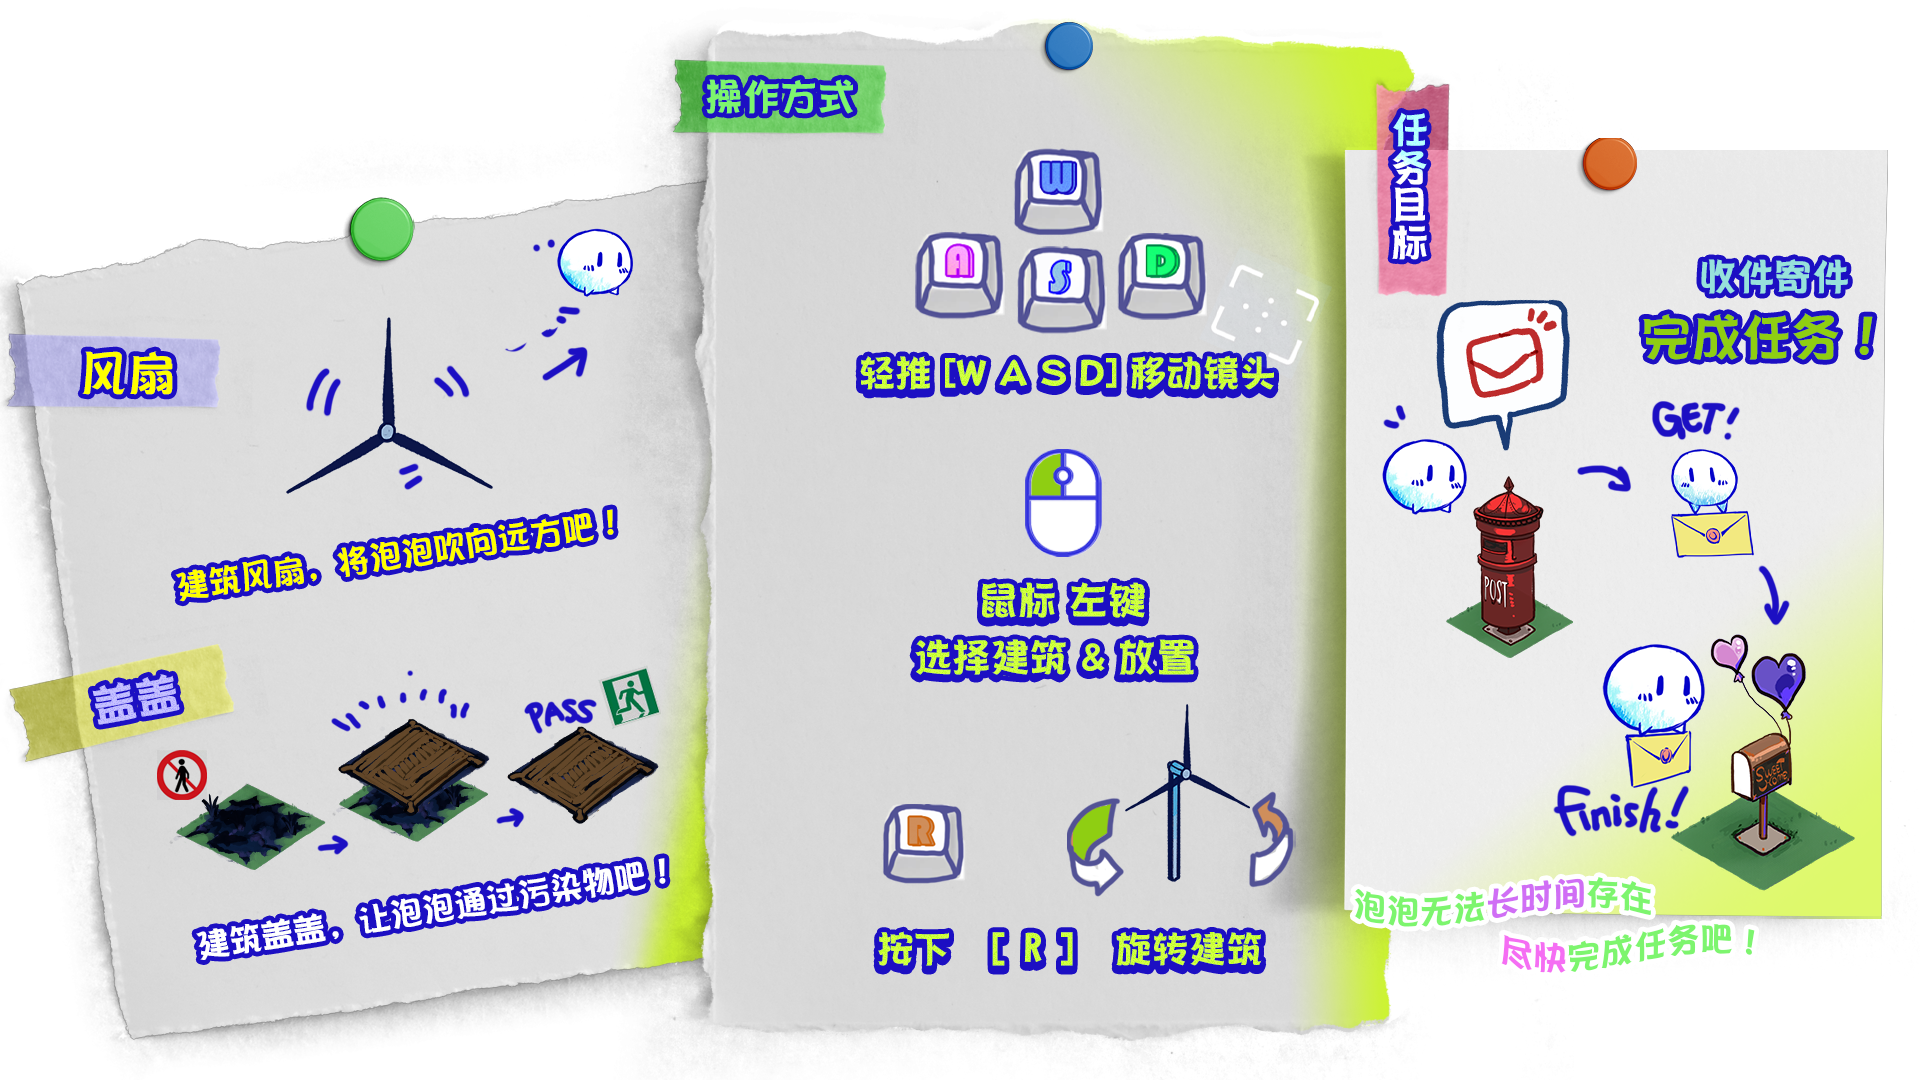 风扇
建筑风扇，将泡泡吹向远方吧！
盖盖
PASS
建筑盖盖，让泡泡通过污染物吧！
操作方式
W
A S D
轻推[W A S D]移动镜头
鼠标 左键
选择建筑 & 放置
R
按下 [ R ] 旋转建筑
任务目标
收件寄件
完成任务！
GET!
POST
SWEET
HOME
Finish!
泡泡无法长时间存在
尽快完成任务吧！